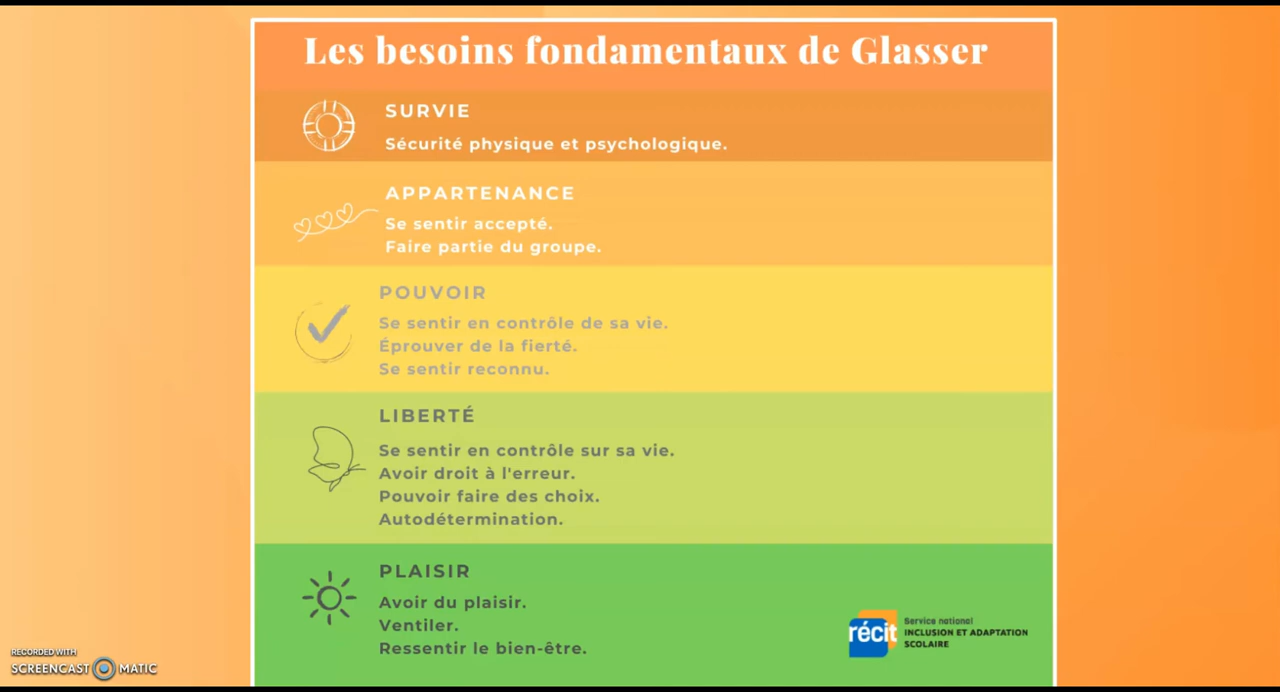 Les besoins fondamentaux de Glasser
SURVIE
Sécurité physique et psychologique.
APPARTENANCE
Se sentir accepté.
Faire partie du groupe.
POUVOIR
Se sentir en contrôle de sa vie.
Éprouver de la fierté.
Se sentir reconnu.
LIBERTÉ
Se sentir en contrôle sur sa vie.
Avoir droit à l'erreur.
Pouvoir faire des choix.
Autodétermination.
PLAISIR
Avoir du plaisir.
Ventiler.
Ressentir le bien-être.
récit
Service national
INCLUSION ET ADAPTATION
SCOLAIRE
RECORDED WITH
SCREENCAST MATIC